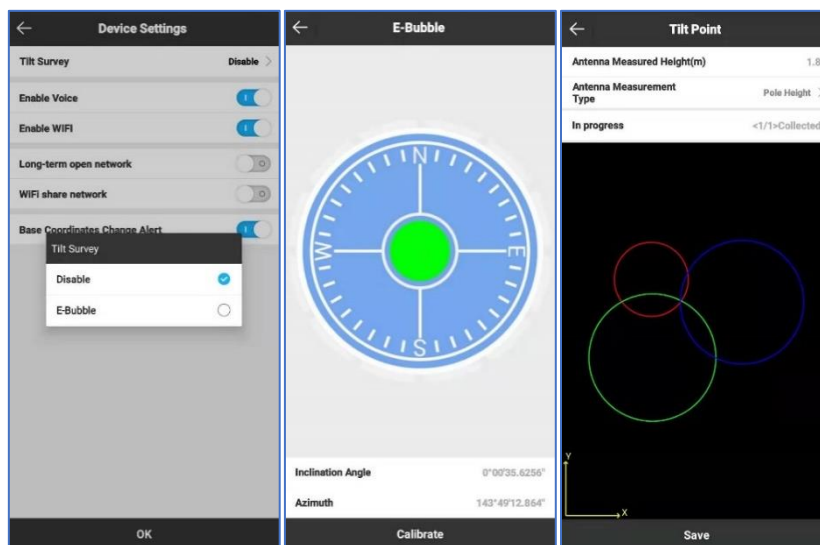 Device Settings
Tilt Survey
Disable
Enable Voice
Enable WIFI
Long-term open network
WiFi share network
Base Coordinates Change Alert
Tilt Survey
Disable
E-Bubble
OK
E-Bubble
N
W
E
S
Inclination Angle 0°00'35.6256"
Azimuth 143°49'12.864"
Calibrate
Tilt Point
Antenna Measured Height(m) 1.8
Antenna Measurement
Type
Pole Height
In progress <1/1>Collected
Y
X
Save